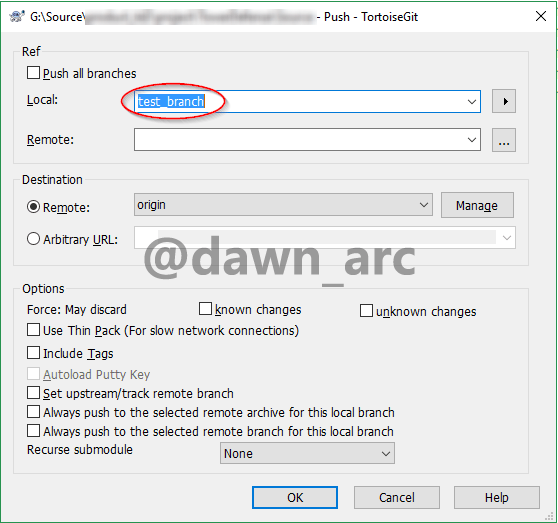 G:\Source\ - Push - TortoiseGit
Ref
Push all branches
Local: test_branch
Remote:
...
Destination
Remote: origin Manage
Arbitrary URL:
@dawn_arc
Options
Force: May discard known changes unknown changes
Use Thin Pack (For slow network connections)
Include Tags
Autoload Putty Key
Set upstream/track remote branch
Always push to the selected remote archive for this local branch
Always push to the selected remote branch for this local branch
Recurse submodule None
OK Cancel Help